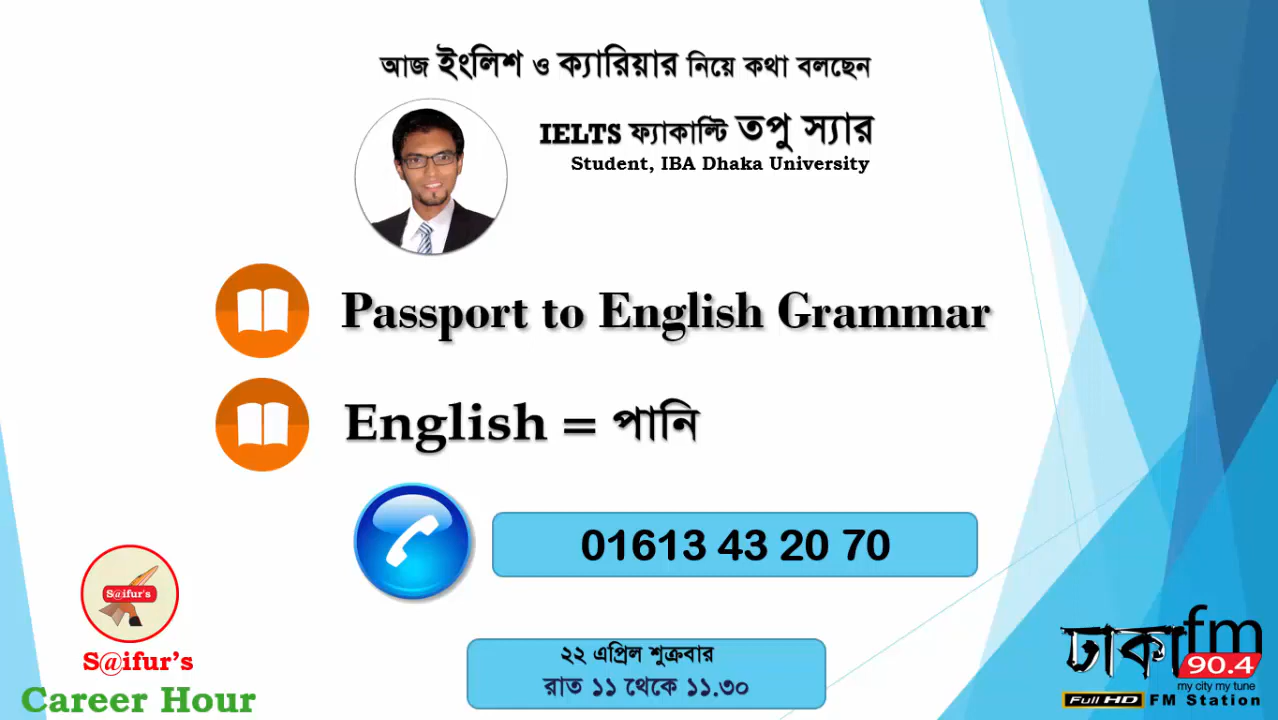 আজ ইংলিশ ও ক্যারিয়ার নিয়ে কথা বলছেন
IELTS ফ্যাকাল্টি তপু স্যার
Student, IBA Dhaka University
Passport to English Grammar
English = পানি
01613 43 20 70
S@ifur's
S@ifur's
Career Hour
২২ এপ্রিল শুক্রবার
রাত ১১ থেকে ১১.৩০
ঢাকা fm
90.4
my city my tune
Full HD FM Station